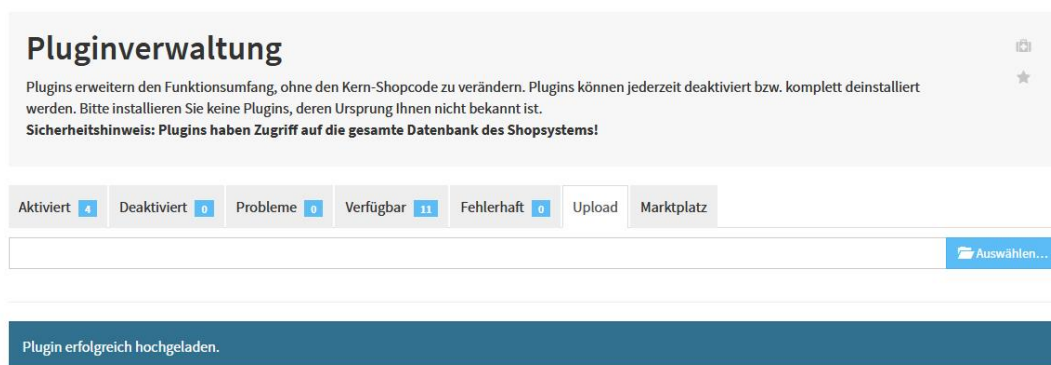 Pluginverwaltung
Plugins erweitern den Funktionsumfang, ohne den Kern-Shopcode zu verändern. Plugins können jederzeit deaktiviert bzw. komplett deinstalliert
werden. Bitte installieren Sie keine Plugins, deren Ursprung Ihnen nicht bekannt ist.
Sicherheitshinweis: Plugins haben Zugriff auf die gesamte Datenbank des Shopsystems!
Aktiviert 4 Deaktiviert 0 Probleme 0 Verfügbar 11 Fehlerhaft 0 Upload Marktplatz
Auswählen...
Plugin erfolgreich hochgeladen.